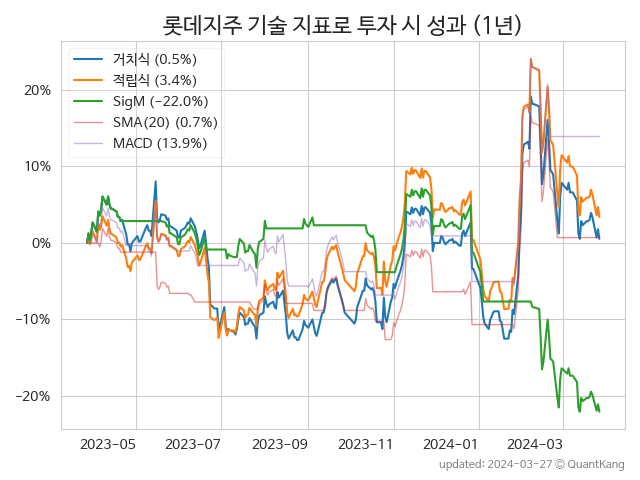 롯데지주 기술 지표로 투자 시 성과 (1년)
거치식 (0.5%)
적립식 (3.4%)
SigM (−22.0%)
SMA(20) (0.7%)
MACD (13.9%)
20%
10%
0%
−10%
−20%
2023-05
2023-07
2023-09
2023-11
2024-01
2024-03
updated: 2024-03-27 © QuantKang